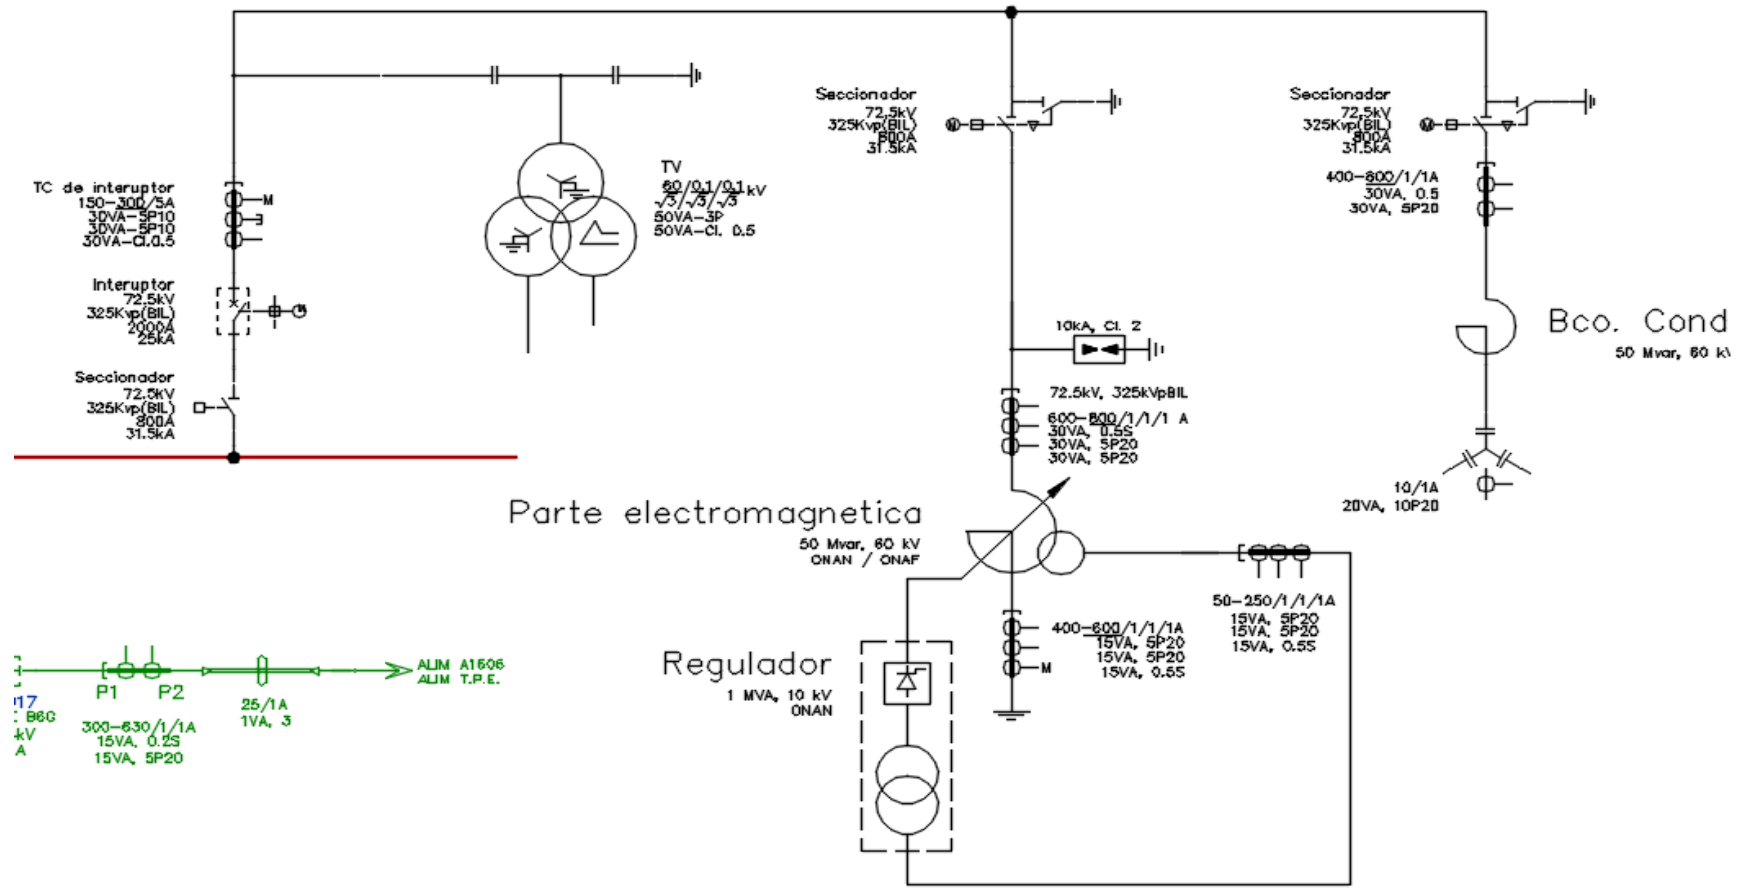 TC de interuptor
150-300/5A
30VA-5P10
30VA-5P10
30VA-Cl.0.5
M
Interuptor
72.5kV
325Kvp(BIL)
2000A
25kA
M
Seccionador
72.5kV
325Kvp(BIL)
800A
31.5kA
TV
60/0.1/0.1 kV
√3/√3/√3
50VA-3P
50VA-Cl. 0.5
Seccionador
72,5kV
325Kvp(BIL)
800A
31.5kA
M
Seccionador
72,5kV
325Kvp(BIL)
800A
31.5kA
M
400-600/1/1A
30VA, 0.5
30VA, 5P20
Bco. Cond
50 Mvar, 60 kV
10/1A
20VA, 10P20
10kA, Cl. 2
72.5kV, 325kVpBIL
600-800/1/1/1 A
30VA, 0.5S
30VA, 5P20
30VA, 5P20
Parte electromagnetica
50 Mvar, 60 kV
ONAN / ONAF
50-250/1/1/1A
15VA, 5P20
15VA, 5P20
15VA, 0.5S
400-600/1/1/1A
15VA, 5P20
15VA, 5P20
15VA, 0.5S
M
Regulador
1 MVA, 10 kV
ONAN
ALIM A1606
ALIM T.P.E.
P1 P2
17
B6G
kV
A
300-630/1/1A
15VA, 0.2S
15VA, 5P20
25/1A
1VA, 3